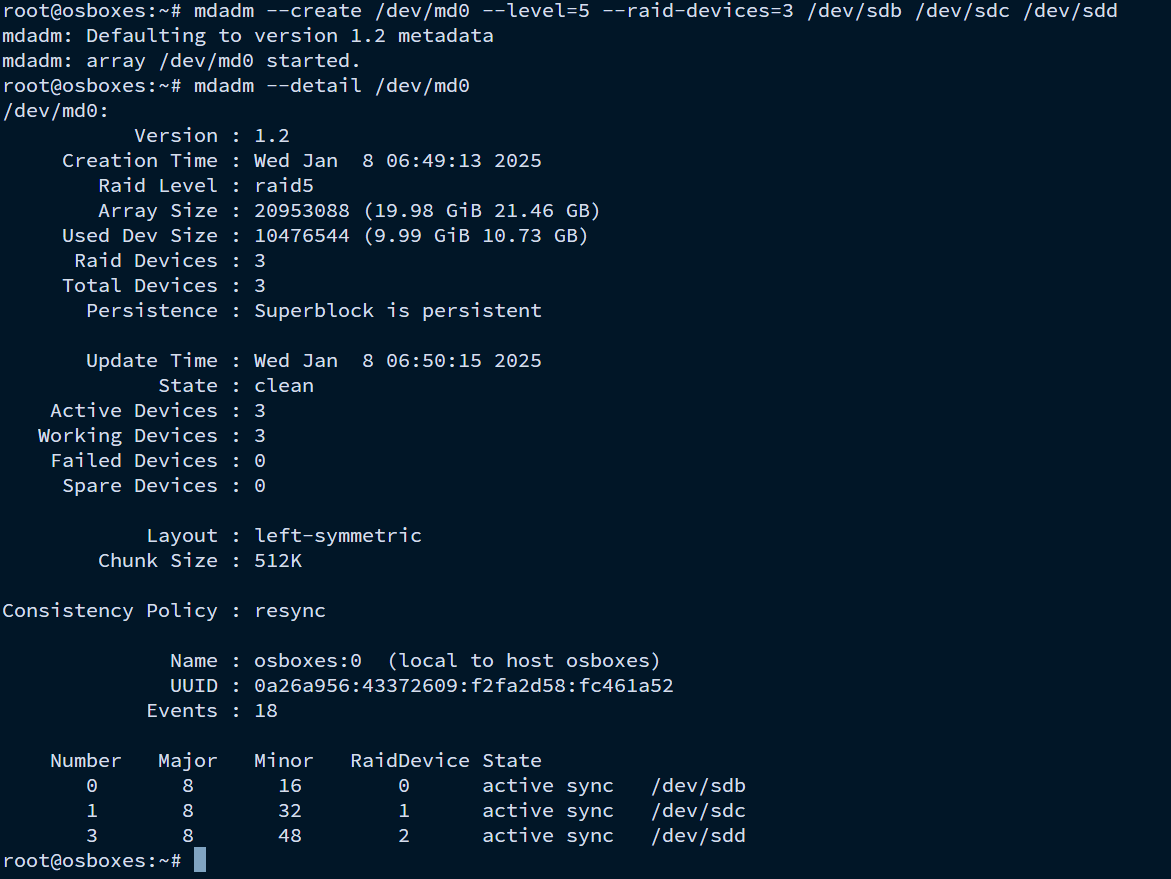 root@osboxes:~# mdadm --create /dev/md0 --level=5 --raid-devices=3 /dev/sdb /dev/sdc /dev/sdd
mdadm: Defaulting to version 1.2 metadata
mdadm: array /dev/md0 started.
root@osboxes:~# mdadm --detail /dev/md0
/dev/md0:
           Version : 1.2
     Creation Time : Wed Jan  8 06:49:13 2025
        Raid Level : raid5
        Array Size : 20953088 (19.98 GiB 21.46 GB)
     Used Dev Size : 10476544 (9.99 GiB 10.73 GB)
      Raid Devices : 3
     Total Devices : 3
       Persistence : Superblock is persistent

       Update Time : Wed Jan  8 06:50:15 2025
             State : clean
    Active Devices : 3
   Working Devices : 3
    Failed Devices : 0
     Spare Devices : 0

            Layout : left-symmetric
        Chunk Size : 512K

Consistency Policy : resync

              Name : osboxes:0  (local to host osboxes)
              UUID : 0a26a956:43372609:f2fa2d58:fc461a52
            Events : 18

    Number   Major   Minor   RaidDevice State
       0       8       16        0      active sync   /dev/sdb
       1       8       32        1      active sync   /dev/sdc
       3       8       48        2      active sync   /dev/sdd
root@osboxes:~#